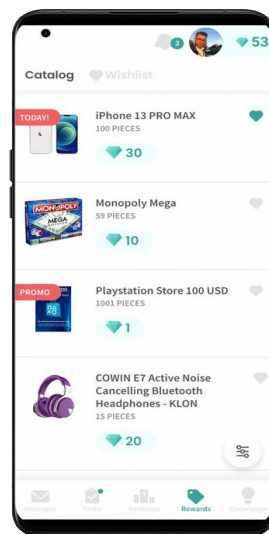 3
53
Catalog
Wishlist
TODAY!
iPhone 13 PRO MAX
100 PIECES
30
MONOPOLY
MEGA
Monopoly Mega
59 PIECES
10
PROMO
Playstation Store 100 USD
1001 PIECES
1
COWIN E7 Active Noise
Cancelling Bluetooth
Headphones - KLON
15 PIECES
20
Messages
Tasks
Rankings
Rewards
Knowledge